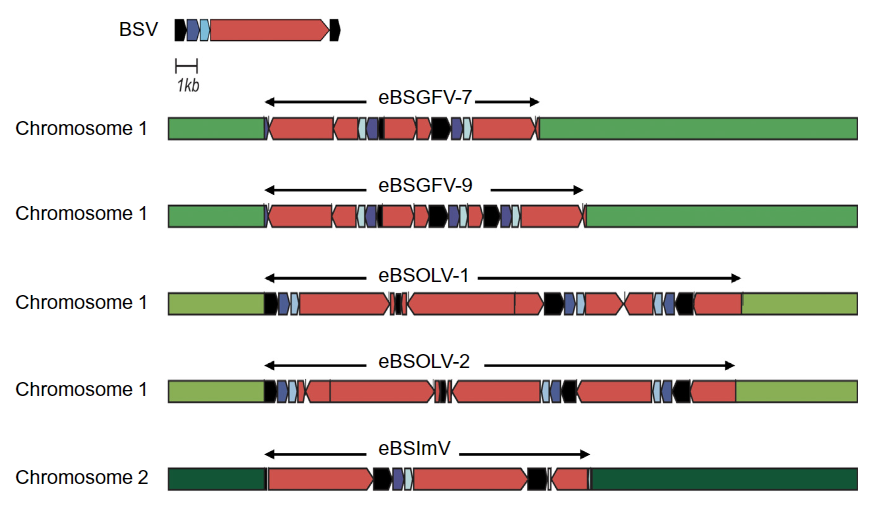 BSV
1kb
eBSGFV-7
Chromosome 1
eBSGFV-9
Chromosome 1
eBSOLV-1
Chromosome 1
eBSOLV-2
Chromosome 1
eBSImV
Chromosome 2